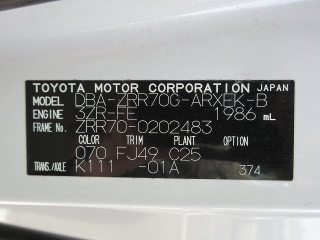 TOYOTA MOTOR CORPORATION JAPAN
MODEL DBA-ZRR70G-ARXEK-B
ENGINE 3ZR-FE 1986 mL
FRAME No. ZRR70-0202483
COLOR TRIM PLANT OPTION
070 FJ49 C25
TRANS./AXLE K111 -01A 374